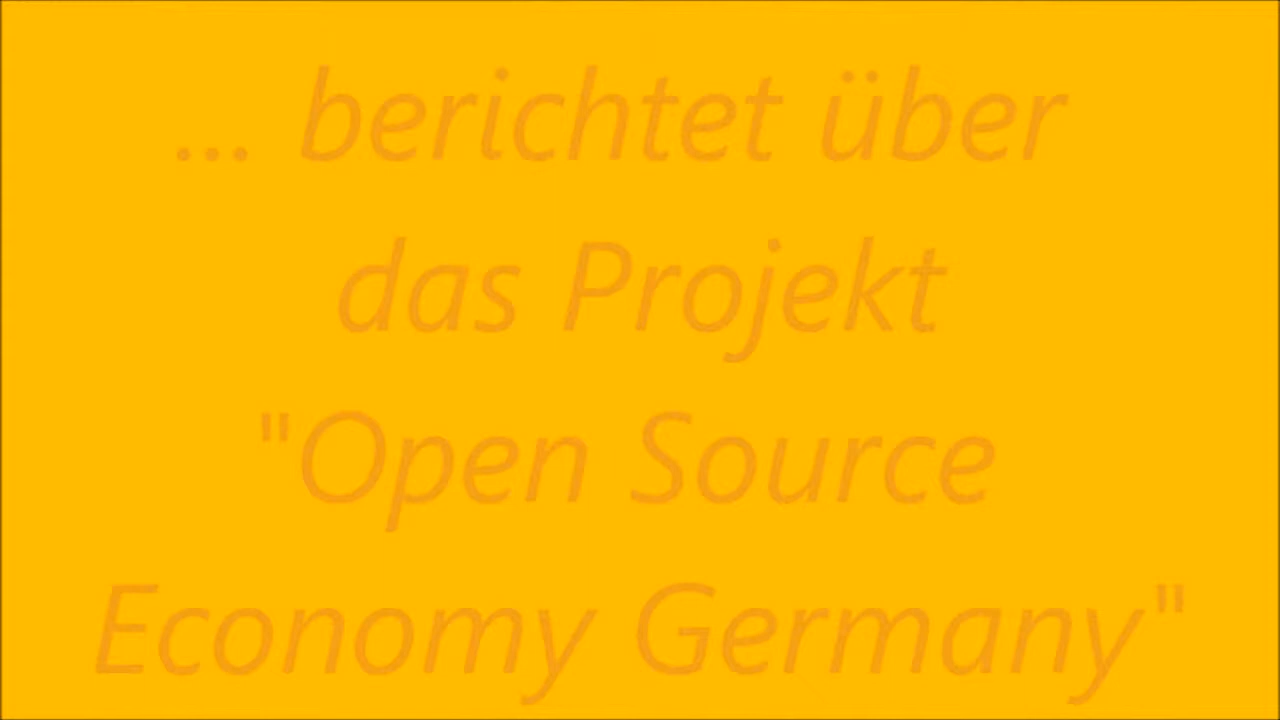 ... berichtet über
das Projekt
"Open Source
Economy Germany"